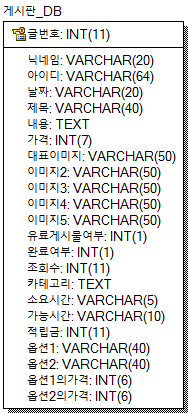 게시판_DB
글번호: INT(11)
닉네임: VARCHAR(20)
아이디: VARCHAR(64)
날짜: VARCHAR(20)
제목: VARCHAR(40)
내용: TEXT
가격: INT(7)
대표이미지: VARCHAR(50)
이미지2: VARCHAR(50)
이미지3: VARCHAR(50)
이미지4: VARCHAR(50)
이미지5: VARCHAR(50)
유료게시물여부: INT(1)
완료여부: INT(1)
조회수: INT(11)
카테고리: TEXT
소요시간: VARCHAR(5)
가능시간: VARCHAR(10)
적립금: INT(11)
옵션1: VARCHAR(40)
옵션2: VARCHAR(40)
옵션1의가격: INT(6)
옵션2의가격: INT(6)